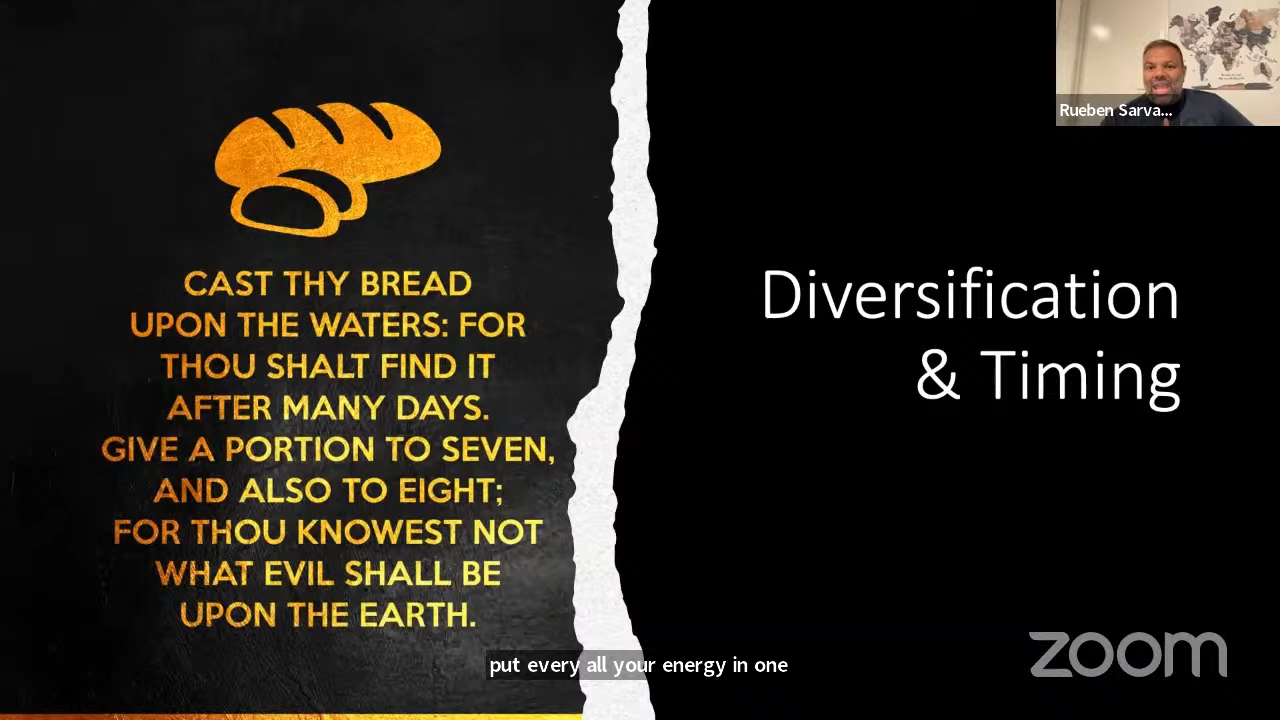 Rueben Sarva...
CAST THY BREAD
UPON THE WATERS: FOR
THOU SHALT FIND IT
AFTER MANY DAYS.
GIVE A PORTION TO SEVEN,
AND ALSO TO EIGHT;
FOR THOU KNOWEST NOT
WHAT EVIL SHALL BE
UPON THE EARTH.
Diversification
& Timing
put every all your energy in one
zoom